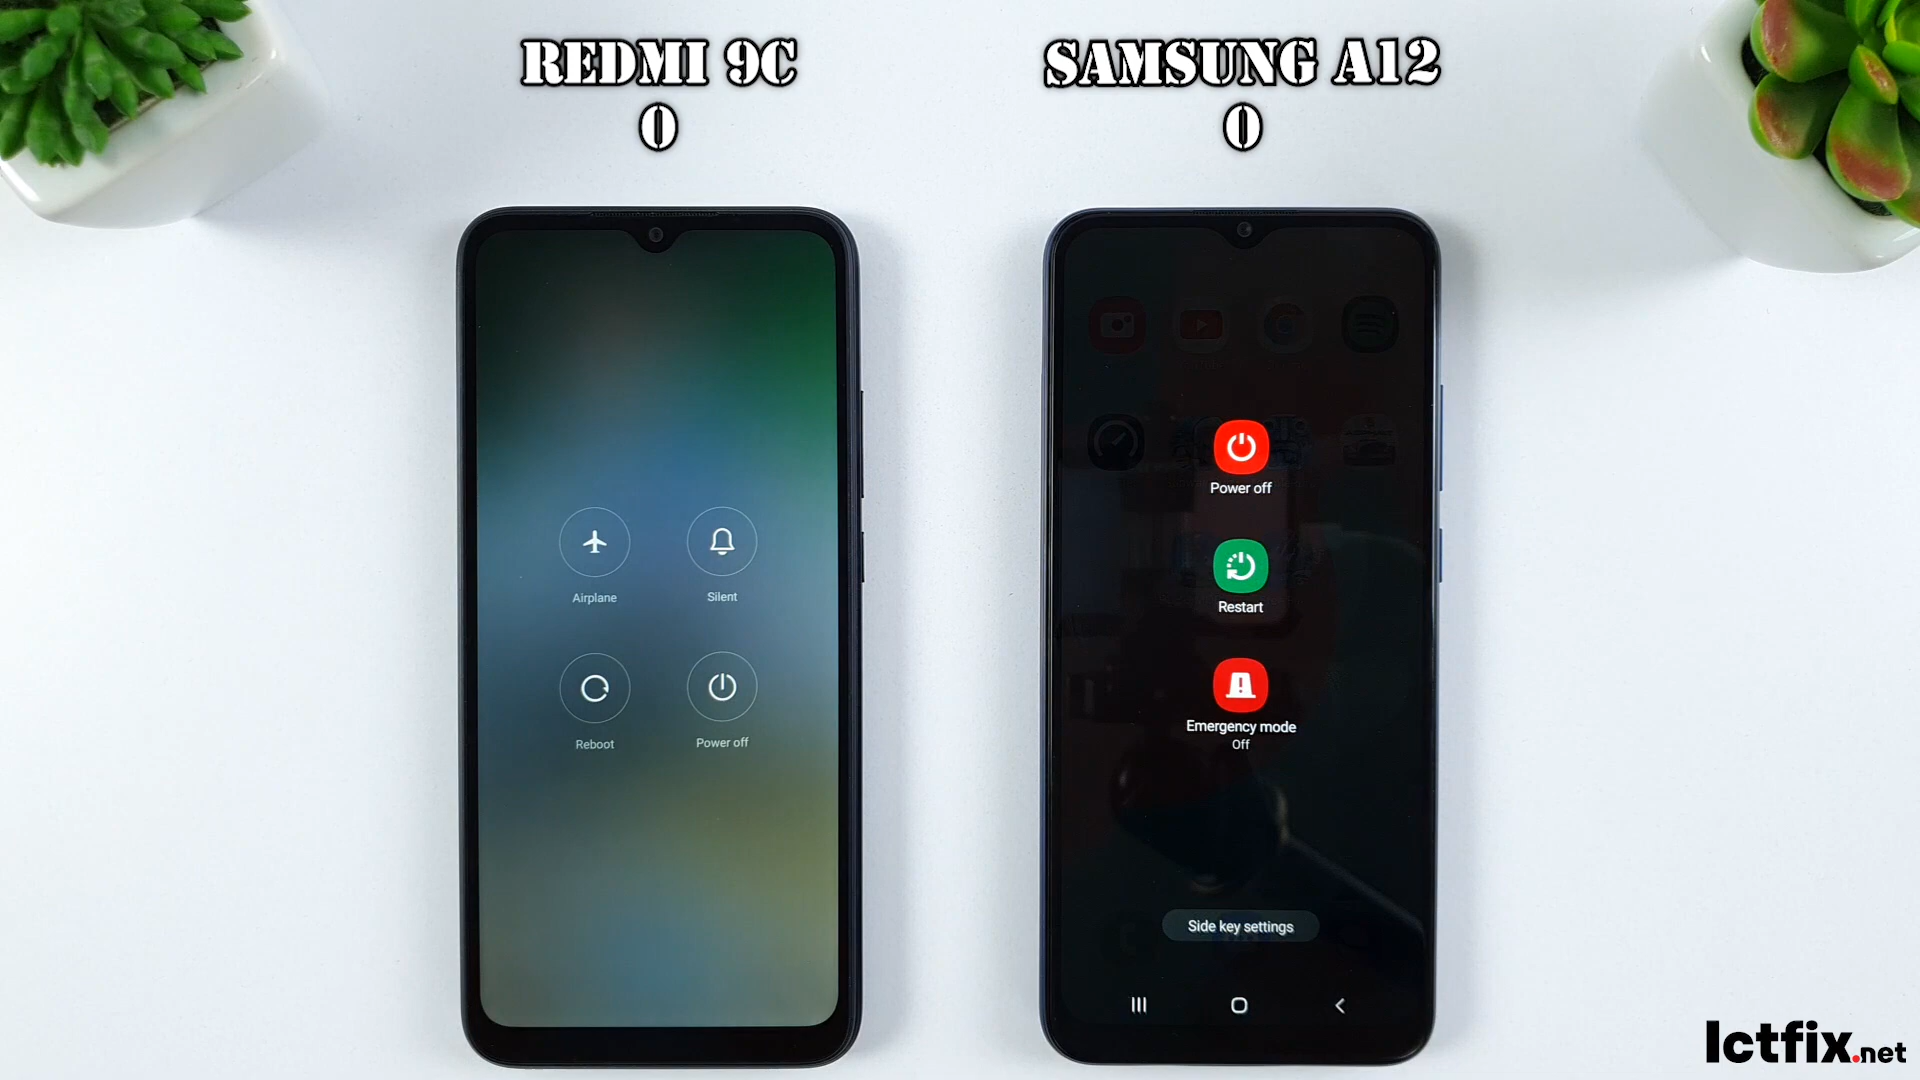 REDMI 9C
0
SAMSUNG A12
0
Airplane
Silent
Reboot
Power off
Power off
Restart
Emergency mode
Off
Side key settings
Ictfix.net